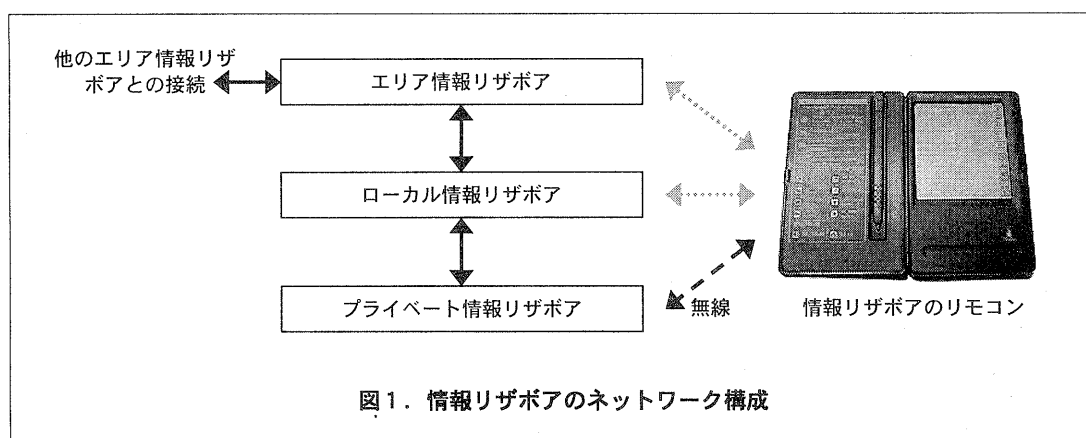 他のエリア情報リザ
ボアとの接続
エリア情報リザボア
ローカル情報リザボア
プライベート情報リザボア
無線
情報リザボアのリモコン
図1．情報リザボアのネットワーク構成